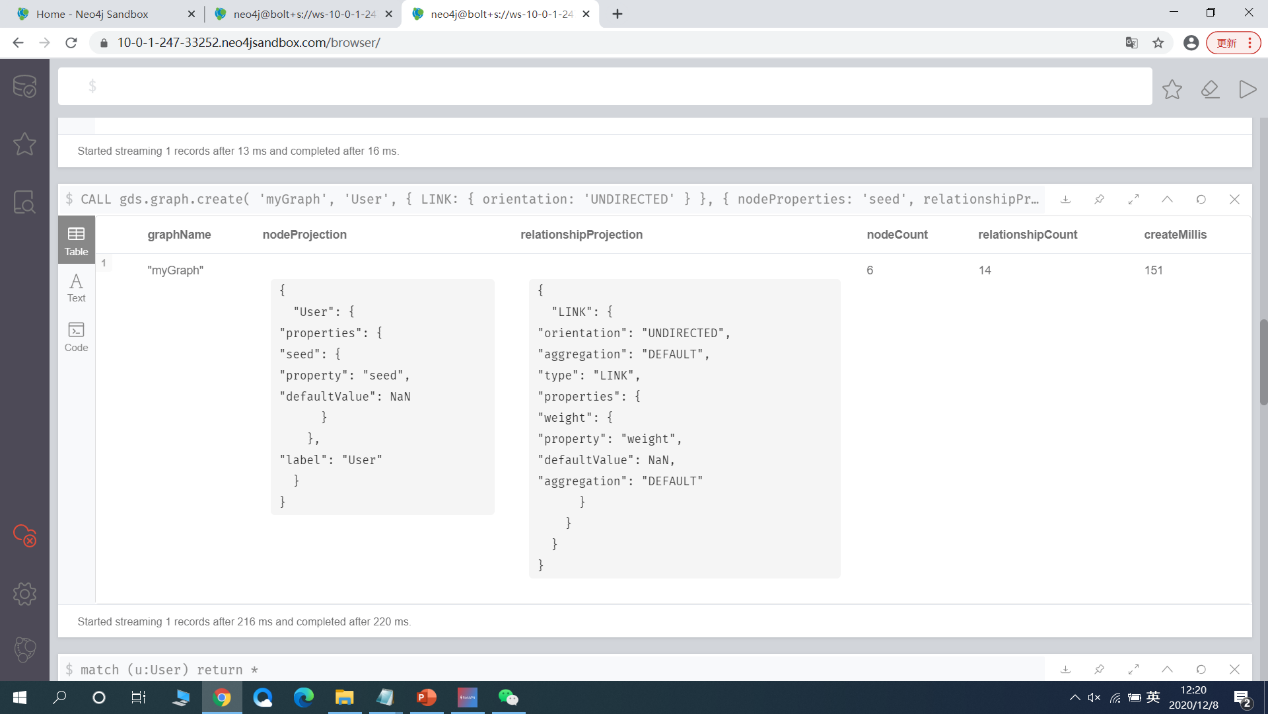 Home - Neo4j Sandbox
neo4j@bolt+s://ws-10-0-1-24
neo4j@bolt+s://ws-10-0-1-24
10-0-1-247-33252.neo4jsandbox.com/browser/
更新
$
Started streaming 1 records after 13 ms and completed after 16 ms.
$ CALL gds.graph.create( 'myGraph', 'User', { LINK: { orientation: 'UNDIRECTED' } }, { nodeProperties: 'seed', relationshipPr…
Table
Text
Code
graphName nodeProjection relationshipProjection nodeCount relationshipCount createMillis
1
"myGraph"
{
"User": {
"properties": {
"seed": {
"property": "seed",
"defaultValue": NaN
}
},
"label": "User"
}
}
{
"LINK": {
"orientation": "UNDIRECTED",
"aggregation": "DEFAULT",
"type": "LINK",
"properties": {
"weight": {
"property": "weight",
"defaultValue": NaN,
"aggregation": "DEFAULT"
}
}
}
}
6
14
151
Started streaming 1 records after 216 ms and completed after 220 ms.
$ match (u:User) return *
英
12:20
2020/12/8
2